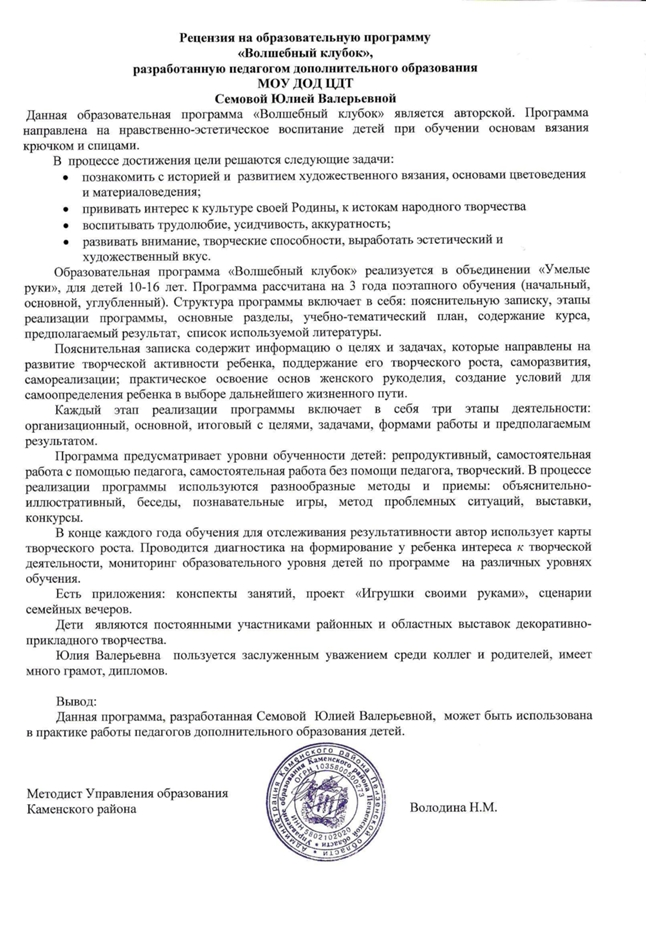 Рецензия на образовательную программу
«Волшебный клубок»,
разработанную педагогом дополнительного образования
МОУ ДОД ЦДТ
Семовой Юлией Валерьевной
Данная образовательная программа «Волшебный клубок» является авторской. Программа
направлена на нравственно-эстетическое воспитание детей при обучении основам вязания
крючком и спицами.
В процессе достижения цели решаются следующие задачи:
• познакомить с историей и развитием художественного вязания, основами цветоведения
и материаловедения;
• прививать интерес к культуре своей Родины, к истокам народного творчества
• воспитывать трудолюбие, усидчивость, аккуратность;
• развивать внимание, творческие способности, выработать эстетический и
художественный вкус.
Образовательная программа «Волшебный клубок» реализуется в объединении «Умелые
руки», для детей 10-16 лет. Программа рассчитана на 3 года поэтапного обучения (начальный,
основной, углубленный). Структура программы включает в себя: пояснительную записку, этапы
реализации программы, основные разделы, учебно-тематический план, содержание курса,
предполагаемый результат, список используемой литературы.
Пояснительная записка содержит информацию о целях и задачах, которые направлены на
развитие творческой активности ребенка, поддержание его творческого роста, саморазвития,
самореализации; практическое освоение основ женского рукоделия, создание условий для
самоопределения ребенка в выборе дальнейшего жизненного пути.
Каждый этап реализации программы включает в себя три этапы деятельности:
организационный, основной, итоговый с целями, задачами, формами работы и предполагаемым
результатом.
Программа предусматривает уровни обученности детей: репродуктивный, самостоятельная
работа с помощью педагога, самостоятельная работа без помощи педагога, творческий. В процессе
реализации программы используются разнообразные методы и приемы: объяснительно-
иллюстративный, беседы, познавательные игры, метод проблемных ситуаций, выставки,
конкурсы.
В конце каждого года обучения для отслеживания результативности автор использует карты
творческого роста. Проводится диагностика на формирование у ребенка интереса к творческой
деятельности, мониторинг образовательного уровня детей по программе на различных уровнях
обучения.
Есть приложения: конспекты занятий, проект «Игрушки своими руками», сценарии
семейных вечеров.
Дети являются постоянными участниками районных и областных выставок декоративно-
прикладного творчества.
Юлия Валерьевна пользуется заслуженным уважением среди коллег и родителей, имеет
много грамот, дипломов.
Вывод:
Данная программа, разработанная Семовой Юлией Валерьевной, может быть использована
в практике работы педагогов дополнительного образования детей.
Методист Управления образования
Каменского района
Володина Н.М.
Администрация Каменского района Пензенской области
Управление образования Каменского района Пензенской области
ОГРН
ИНН 5802102020